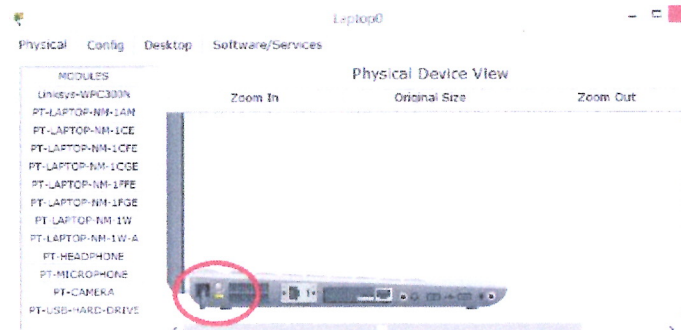 Laptop0
Physical Config Desktop Software/Services
MODULES
Linksys-WPC300N
PT-LAPTOP-NM-1AM
PT-LAPTOP-NM-1CE
PT-LAPTOP-NM-1CFE
PT-LAPTOP-NM-1CGE
PT-LAPTOP-NM-1FFE
PT-LAPTOP-NM-1FGE
PT-LAPTOP-NM-1W
PT-LAPTOP-NM-1W-A
PT-HEADPHONE
PT-MICROPHONE
PT-CAMERA
PT-USB-HARD-DRIVE
Physical Device View
Zoom In Original Size Zoom Out